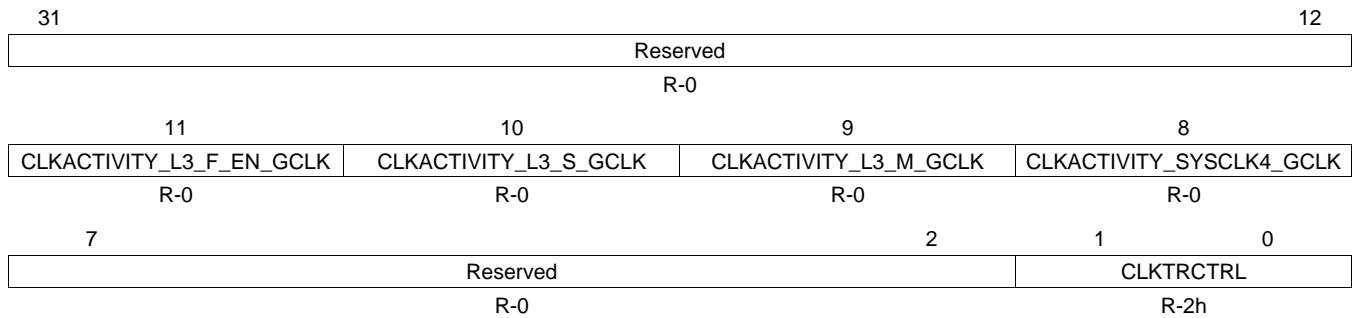 31 12
Reserved
R-0
11 10 9 8
CLKACTIVITY_L3_F_EN_GCLK CLKACTIVITY_L3_S_GCLK CLKACTIVITY_L3_M_GCLK CLKACTIVITY_SYSCLK4_GCLK
R-0 R-0 R-0 R-0
7 2 1 0
Reserved CLKTRCTRL
R-0 R-2h